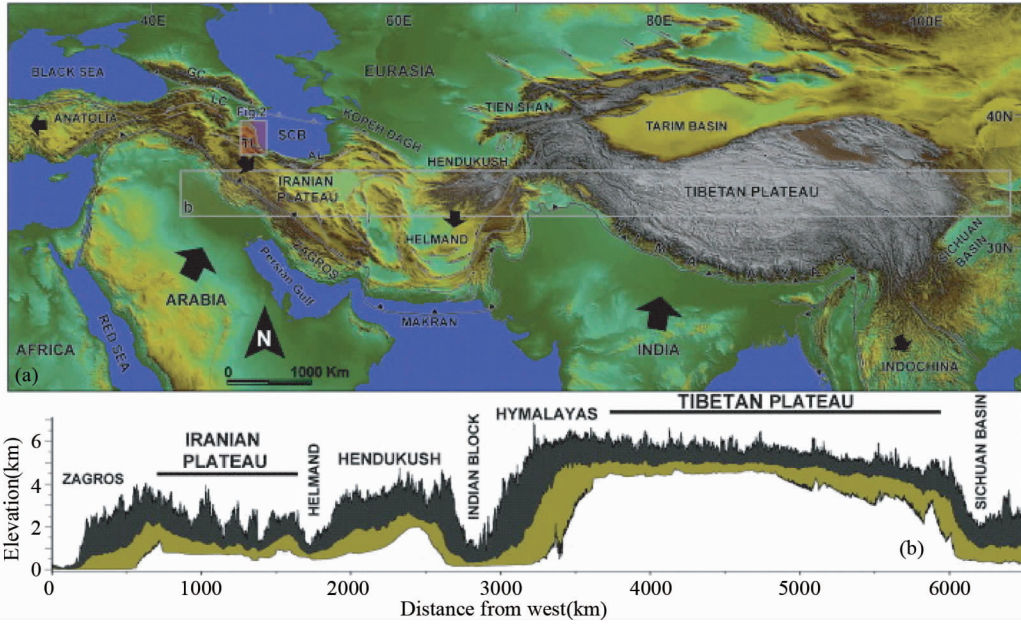 40E 60E 80E 100E
BLACK SEA
GC
EURASIA
LC
TIEN SHAN
40N
ANATOLIA
Fig.2
SCB
KOPEH DAGH
TARIM BASIN
TL
AL
HENDUKUSH
IRANIAN
PLATEAU
TIBETAN PLATEAU
b
HELMAND
ZAGROS
HIMALAYAS
30N
SICHUAN
BASIN
Persian Gulf
ARABIA
MAKRAN
RED SEA
N
AFRICA
INDIA
INDOCHINA
(a)
0 1000 Km
Elevation(km)
6
4
2
0
ZAGROS
IRANIAN
PLATEAU
HELMAND
HENDUKUSH
INDIAN BLOCK
HYMALAYAS
TIBETAN PLATEAU
SICHUAN BASIN
(b)
0 1000 2000 3000 4000 5000 6000
Distance from west(km)